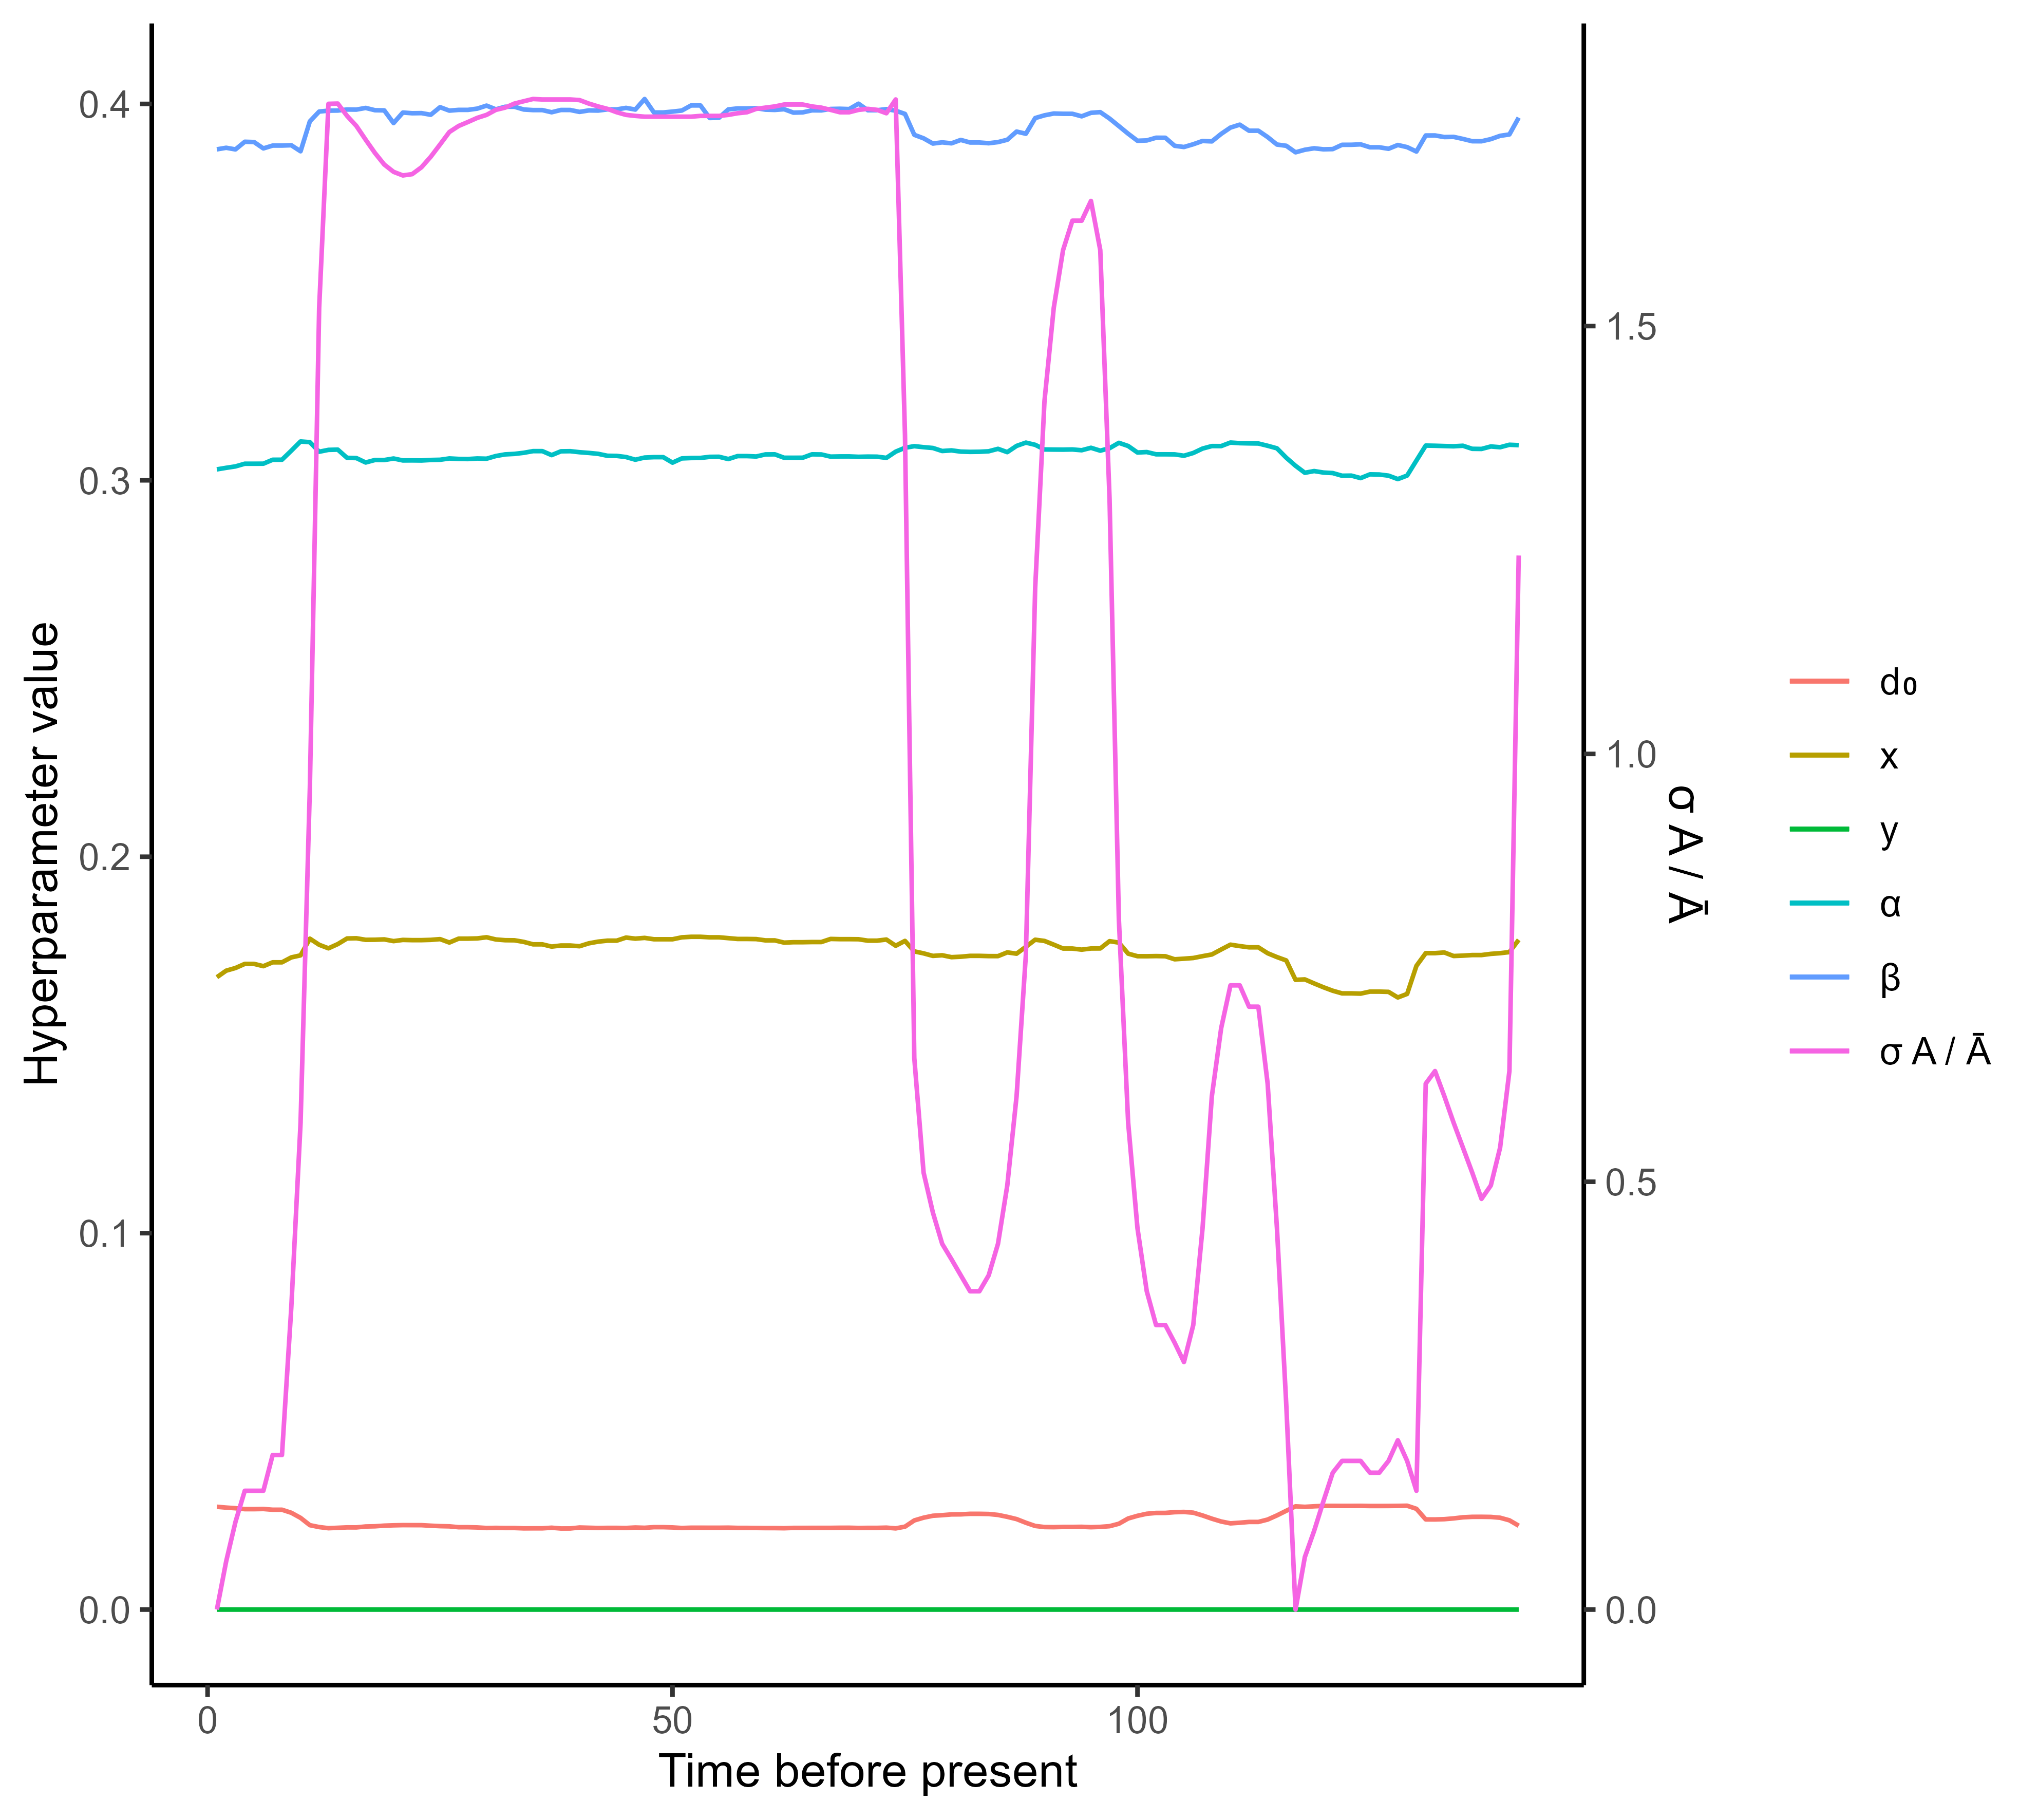 Hyperparameter value
0.4
0.3
0.2
0.1
0.0
0
50
100
Time before present
1.5
1.0
0.5
0.0
σ A / Ā
d₀
x
y
α
β
σ A / Ā